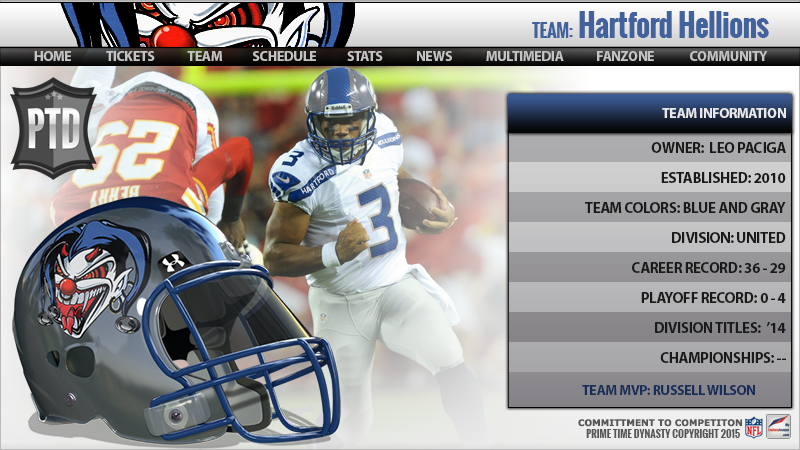 TEAM: Hartford Hellions
HOME TICKETS TEAM SCHEDULE STATS NEWS MULTIMEDIA FANZONE COMMUNITY
PTD
Riddell
3
HARTFORD
3
TEAM INFORMATION
OWNER: LEO PACIGA
ESTABLISHED: 2010
TEAM COLORS: BLUE AND GRAY
DIVISION: UNITED
CAREER RECORD: 36 - 29
PLAYOFF RECORD: 0 - 4
DIVISION TITLES: '14
CHAMPIONSHIPS: --
TEAM MVP: RUSSELL WILSON
COMMITTMENT TO COMPETITON
PRIME TIME DYNASTY COPYRIGHT 2015
NFL